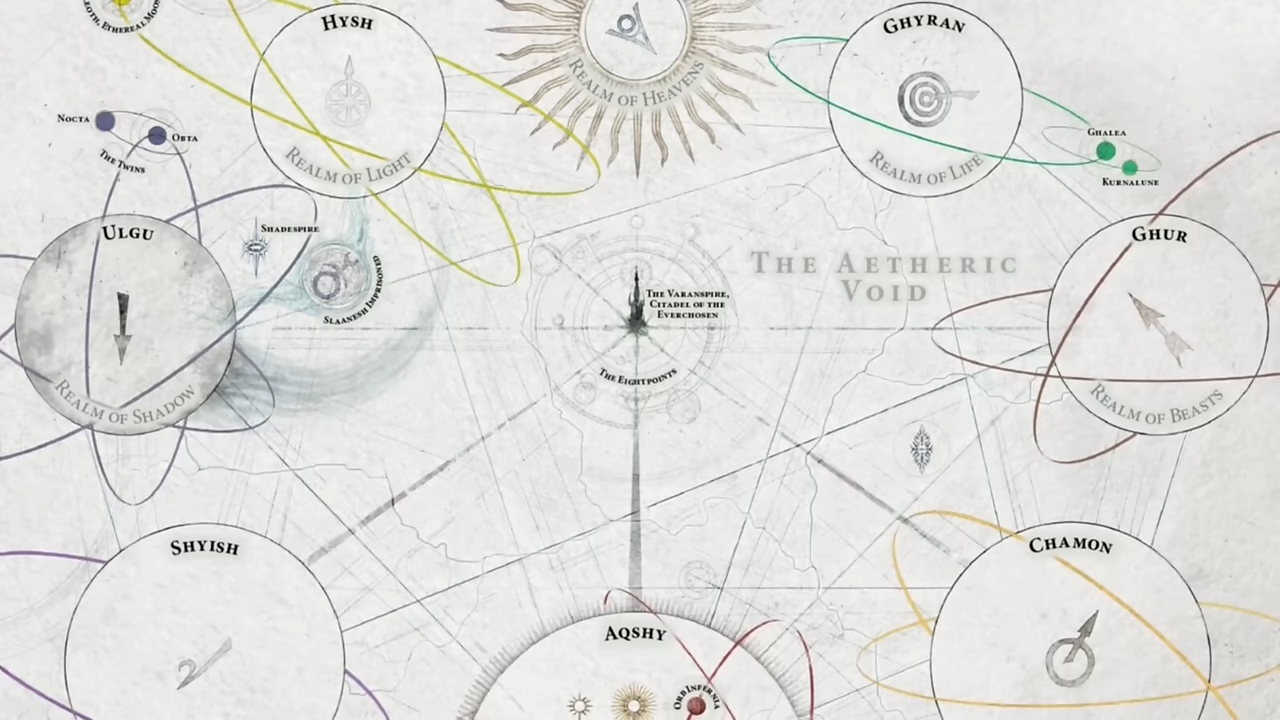 HYSH
REALM OF LIGHT
REALM OF HEAVENS
GHYRAN
REALM OF LIFE
ETHEREAL MOON
NOCTA
OBTA
THE TWINS
GHALEA
KURNALUNE
ULGU
REALM OF SHADOW
SHADESPIRE
SLAANESH IMPRISONED
THE AETHERIC
VOID
THE VARANSPIRE,
CITADEL OF THE
EVERCHOSEN
THE EIGHTPOINTS
GHUR
REALM OF BEASTS
SHYISH
AQSHY
ORB INFERNIA
CHAMON